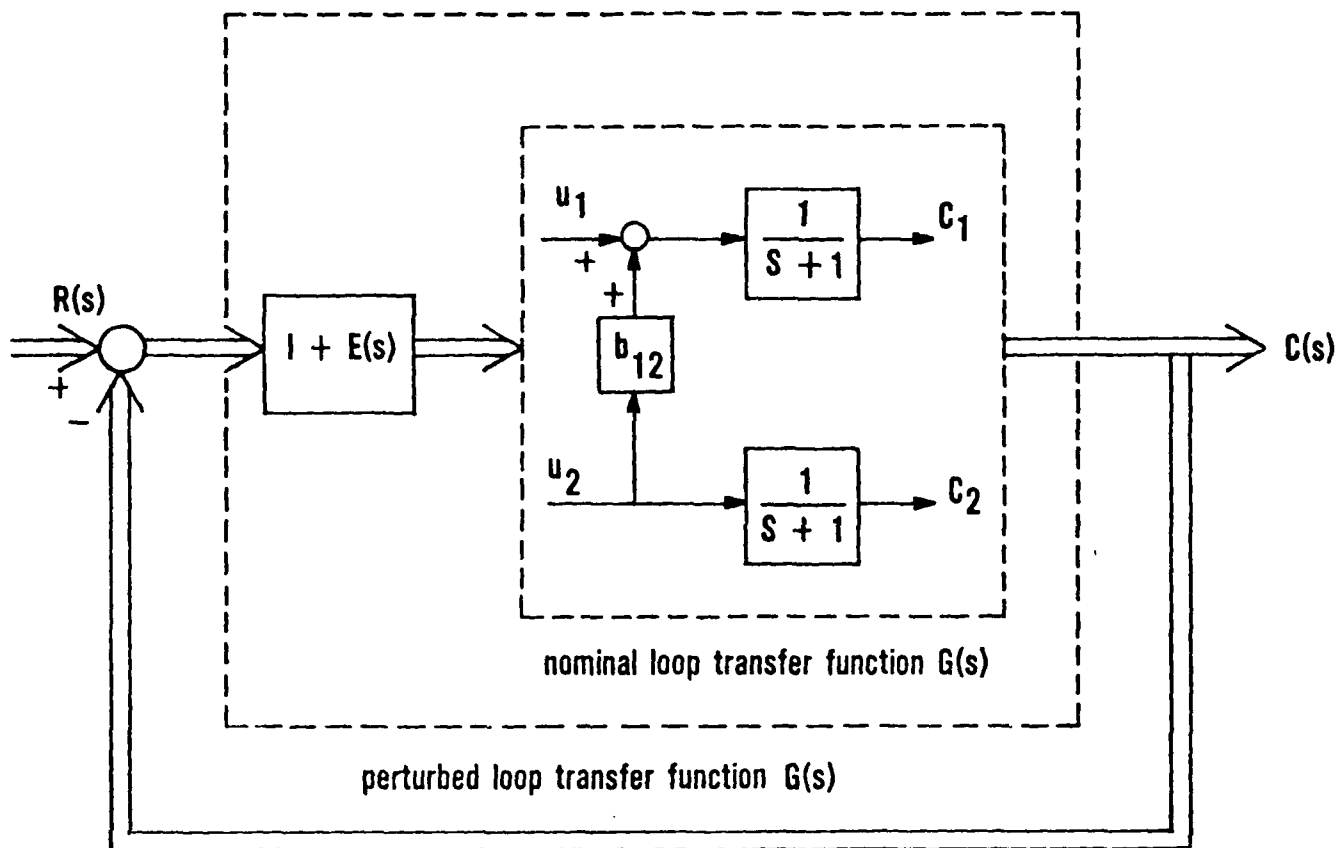 u1
+
+
b12
1
S + 1
C1
R(s)
+
−
I + E(s)
C(s)
u2
1
S + 1
C2
nominal loop transfer function G(s)
perturbed loop transfer function G(s)